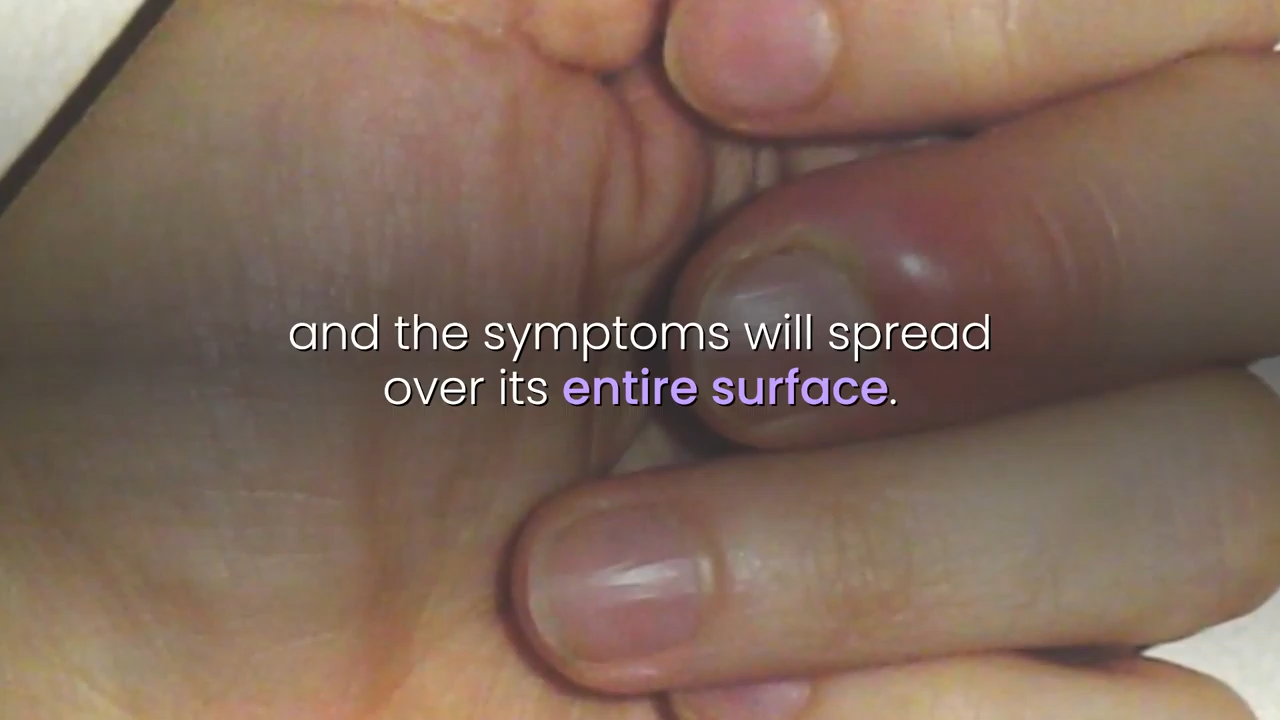 and the symptoms will spread
over its entire surface.